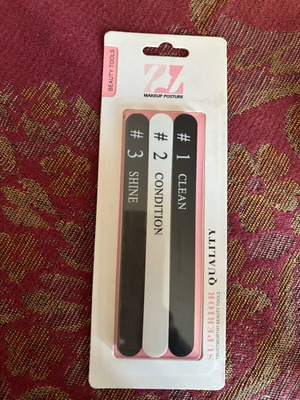 BEAUTY TOOLS
ZZ
MAKEUP POSTURE
# 1 CLEAN
# 2 CONDITION
# 3 SHINE
SUPERIOR QUALITY
TRUSTWORTHY BEAUTY TOOLS